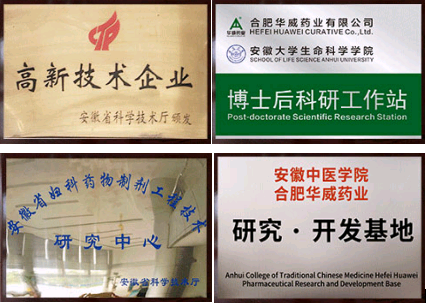 高新技术企业
安徽省科学技术厅颁发
华威药业
合肥华威药业有限公司
HEFEI HUAWEI CURATIVE Co.,Ltd.
安徽大学生命科学学院
SCHOOL OF LIFE SCIENCE ANHUI UNIVERSITY
博士后科研工作站
Post-doctorate Scientific Research Station
安徽省妇科药物制剂工程技术
研究中心
安徽省科学技术厅
安徽中医学院
合肥华威药业
研究·开发基地
Anhui College of Traditional Chinese Medicine Hefei Huawei
Pharmaceutical Research and Development Base